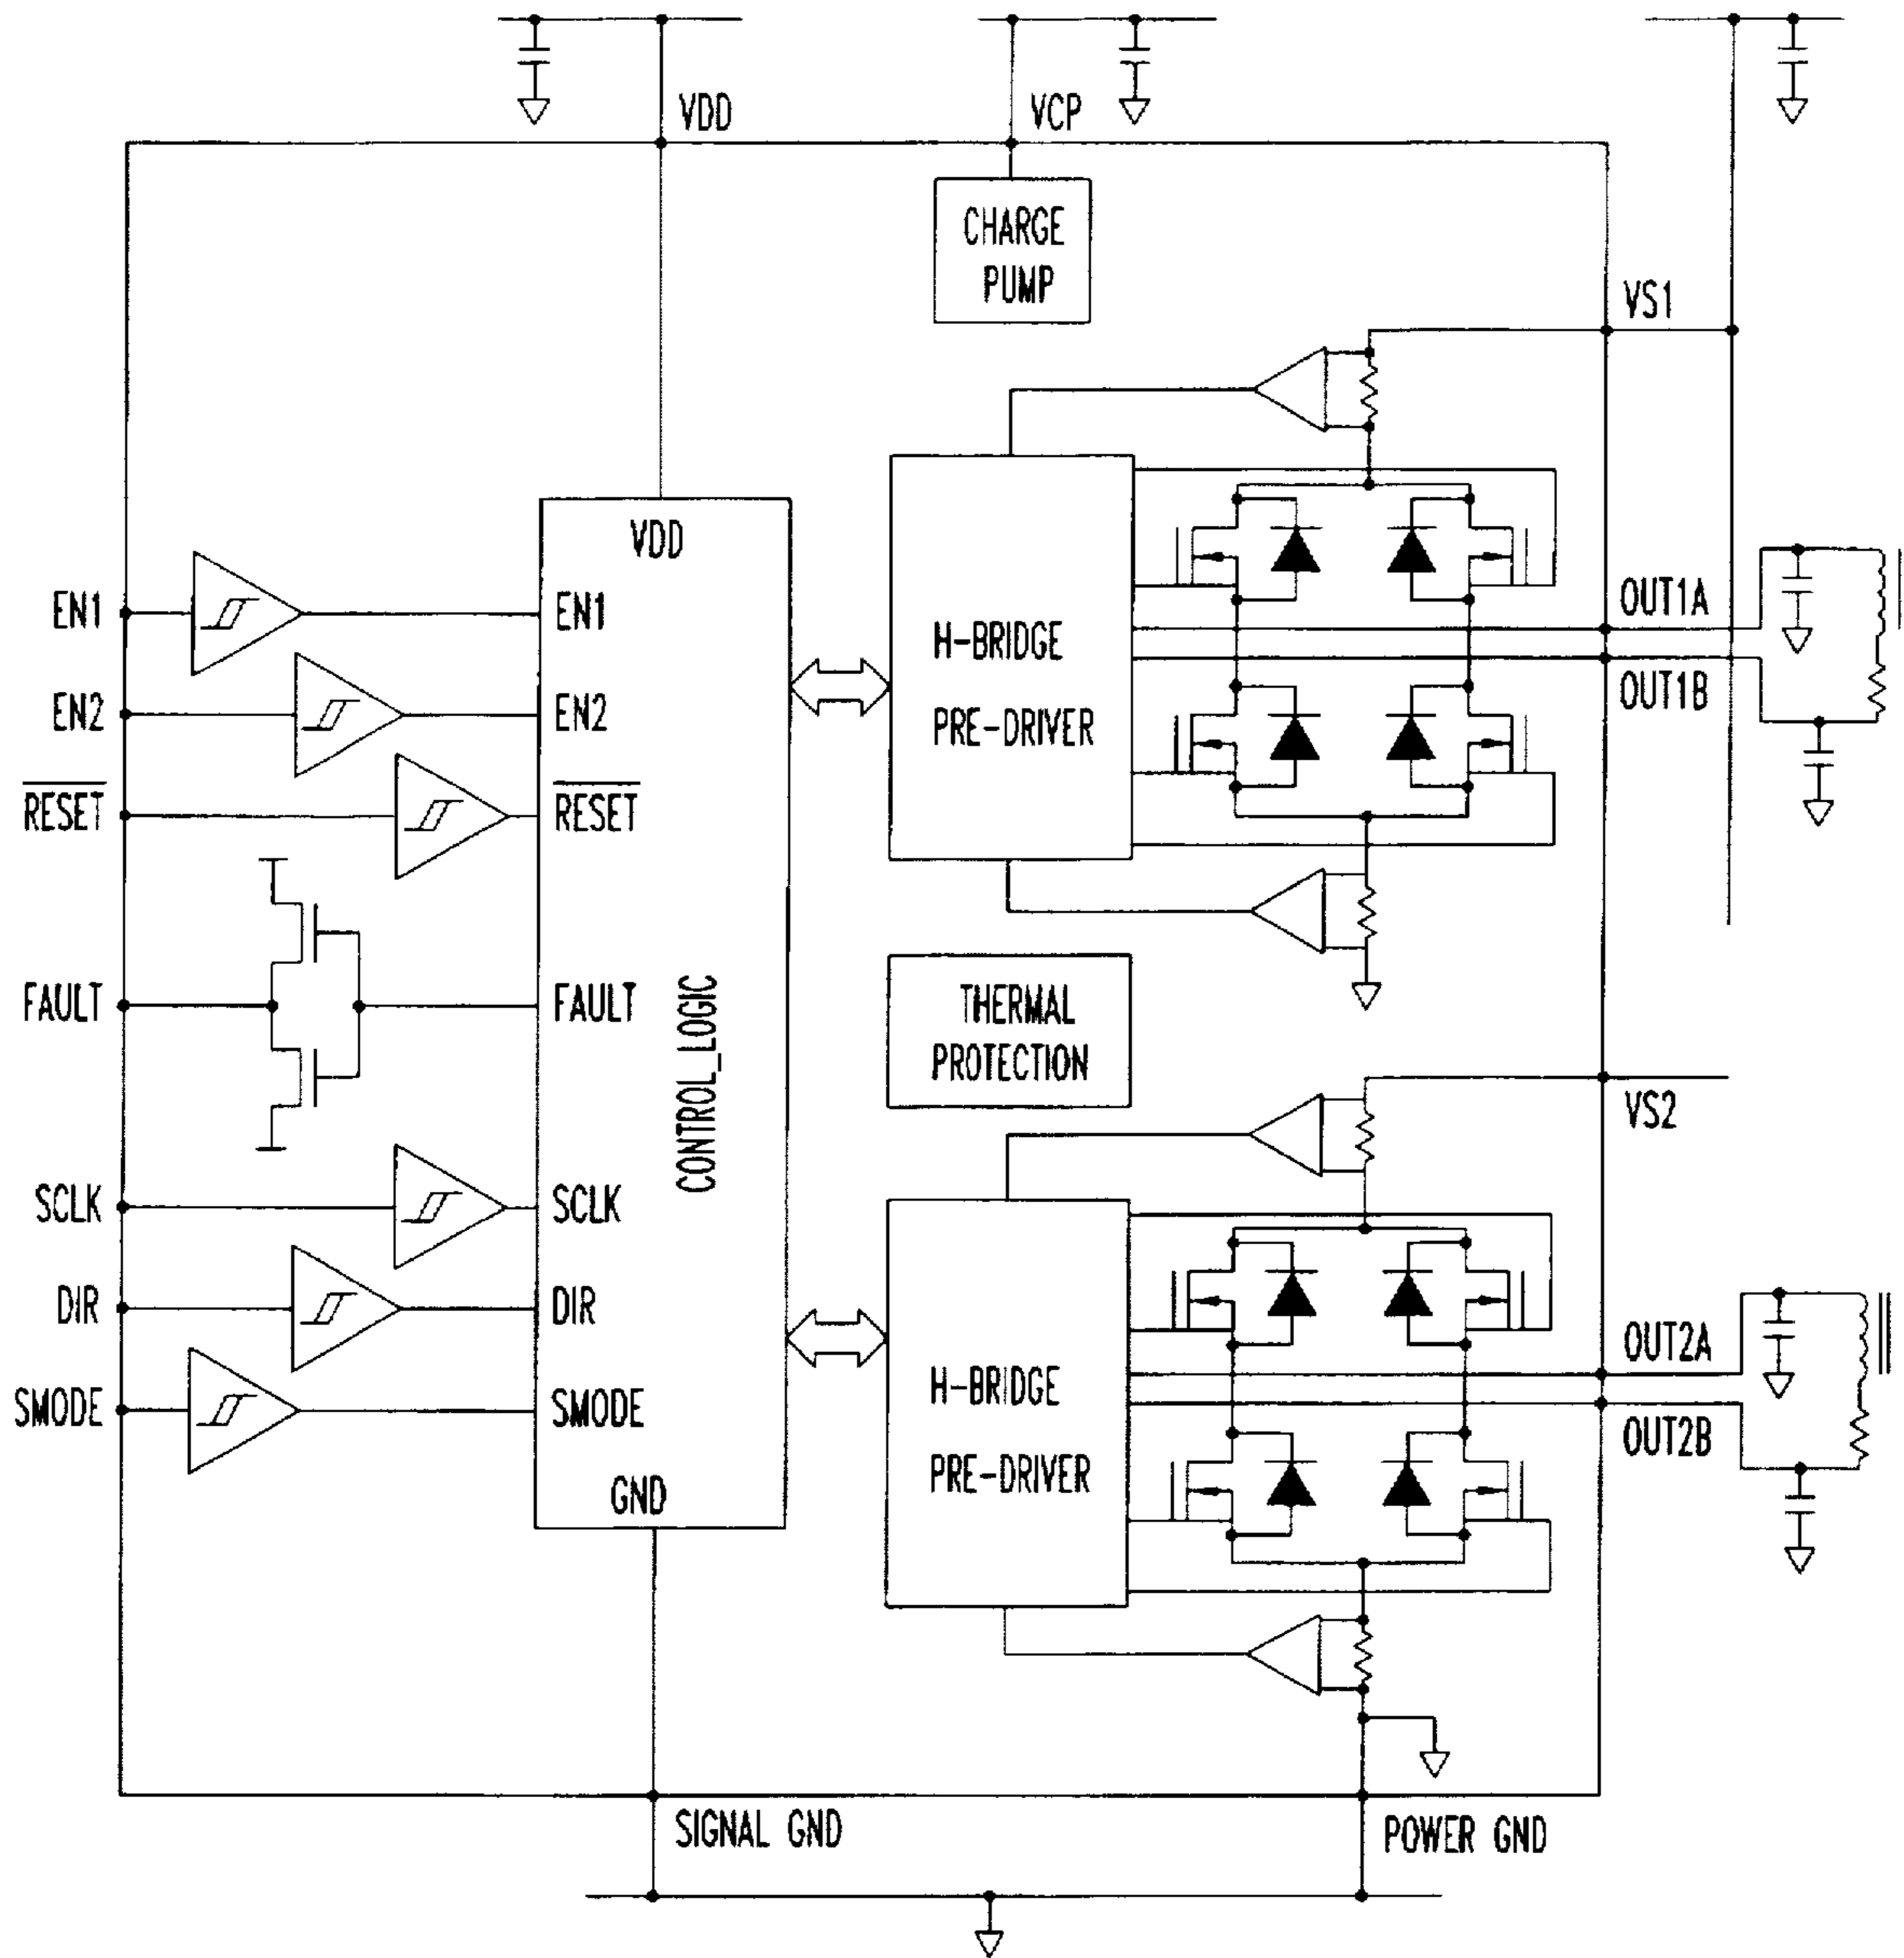 VDD
VCP
CHARGE
PUMP
VS1
VDD
EN1
EN1
OUT1A
H-BRIDGE
PRE-DRIVER
EN2
EN2
OUT1B
RESET
RESET
FAULT
FAULT
CONTROL_LOGIC
THERMAL
PROTECTION
VS2
SCLK
SCLK
DIR
DIR
OUT2A
H-BRIDGE
PRE-DRIVER
SMODE
SMODE
OUT2B
GND
SIGNAL GND
POWER GND